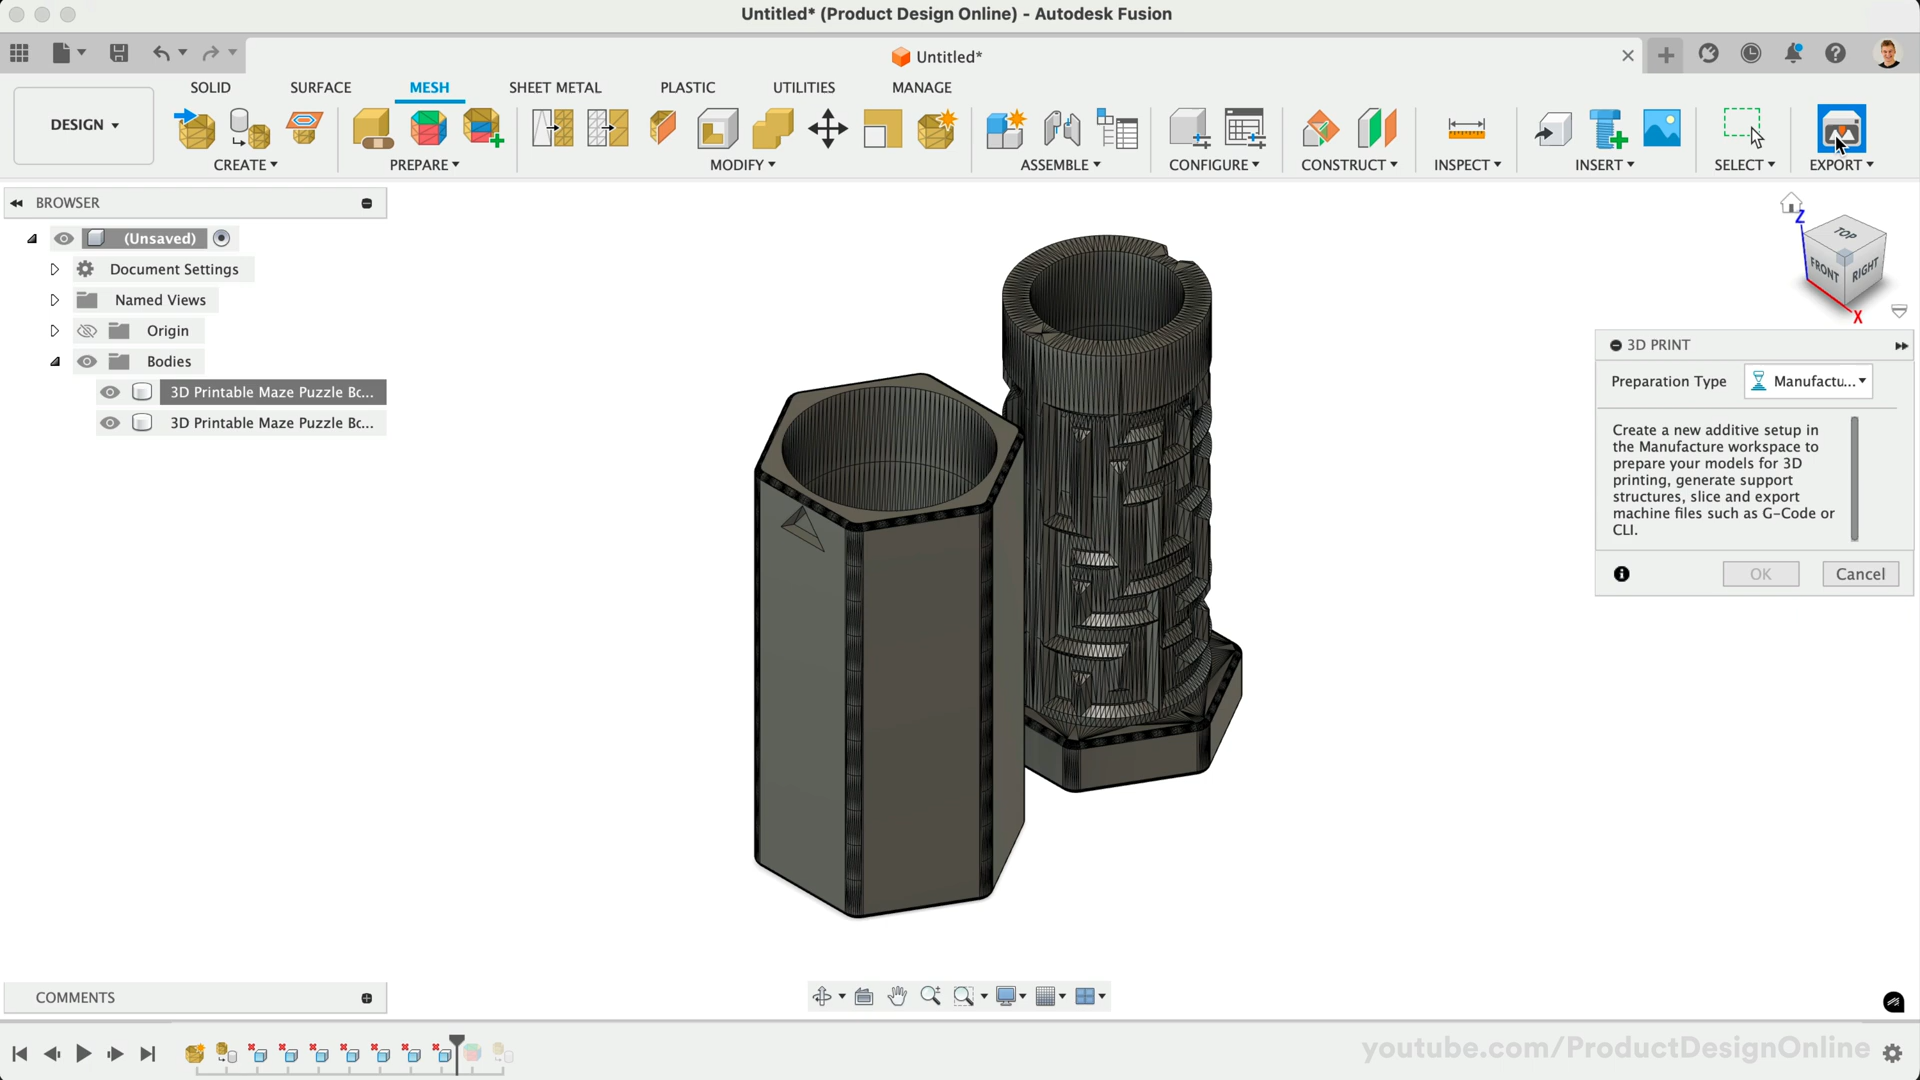 Untitled* (Product Design Online) - Autodesk Fusion
Untitled*
SOLID
SURFACE
MESH
SHEET METAL
PLASTIC
UTILITIES
MANAGE
DESIGN
CREATE
PREPARE
MODIFY
ASSEMBLE
CONFIGURE
CONSTRUCT
INSPECT
INSERT
SELECT
EXPORT
BROWSER
(Unsaved)
Document Settings
Named Views
Origin
Bodies
3D Printable Maze Puzzle Bc...
3D Printable Maze Puzzle Bc...
Z
TOP
FRONT
RIGHT
X
3D PRINT
Preparation Type
Manufactu...
Create a new additive setup in
the Manufacture workspace to
prepare your models for 3D
printing, generate support
structures, slice and export
machine files such as G-Code or
CLI.
OK
Cancel
COMMENTS
youtube.com/ProductDesignOnline